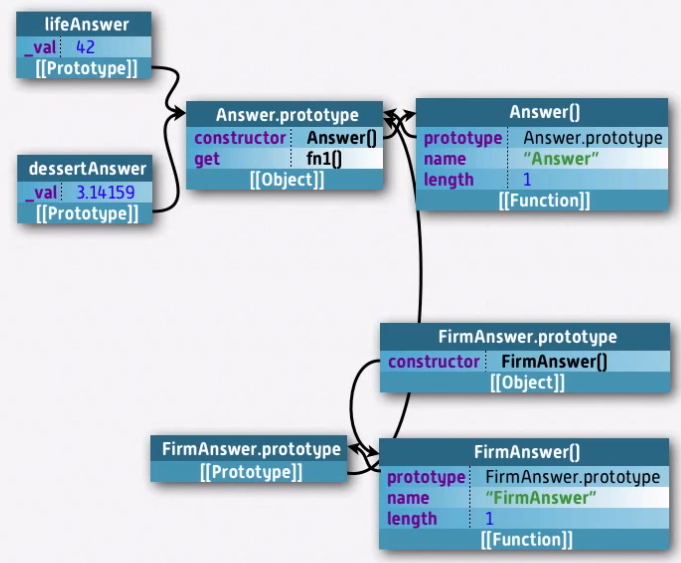 lifeAnswer
_val 42
[[Prototype]]
dessertAnswer
_val 3.14159
[[Prototype]]
Answer.prototype
constructor Answer()
get fn1()
[[Object]]
Answer()
prototype Answer.prototype
name "Answer"
length 1
[[Function]]
FirmAnswer.prototype
constructor FirmAnswer()
[[Object]]
FirmAnswer.prototype
[[Prototype]]
FirmAnswer()
prototype FirmAnswer.prototype
name "FirmAnswer"
length 1
[[Function]]